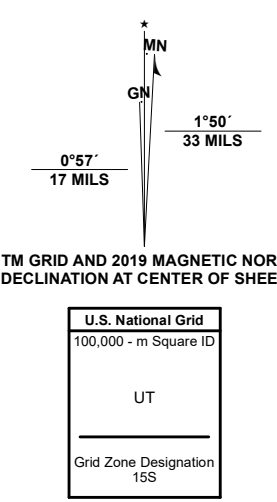 MN
GN
1°50´
33 MILS
0°57´
17 MILS
TM GRID AND 2019 MAGNETIC NOR
DECLINATION AT CENTER OF SHEE
U.S. National Grid
100,000 - m Square ID
UT
Grid Zone Designation
15S